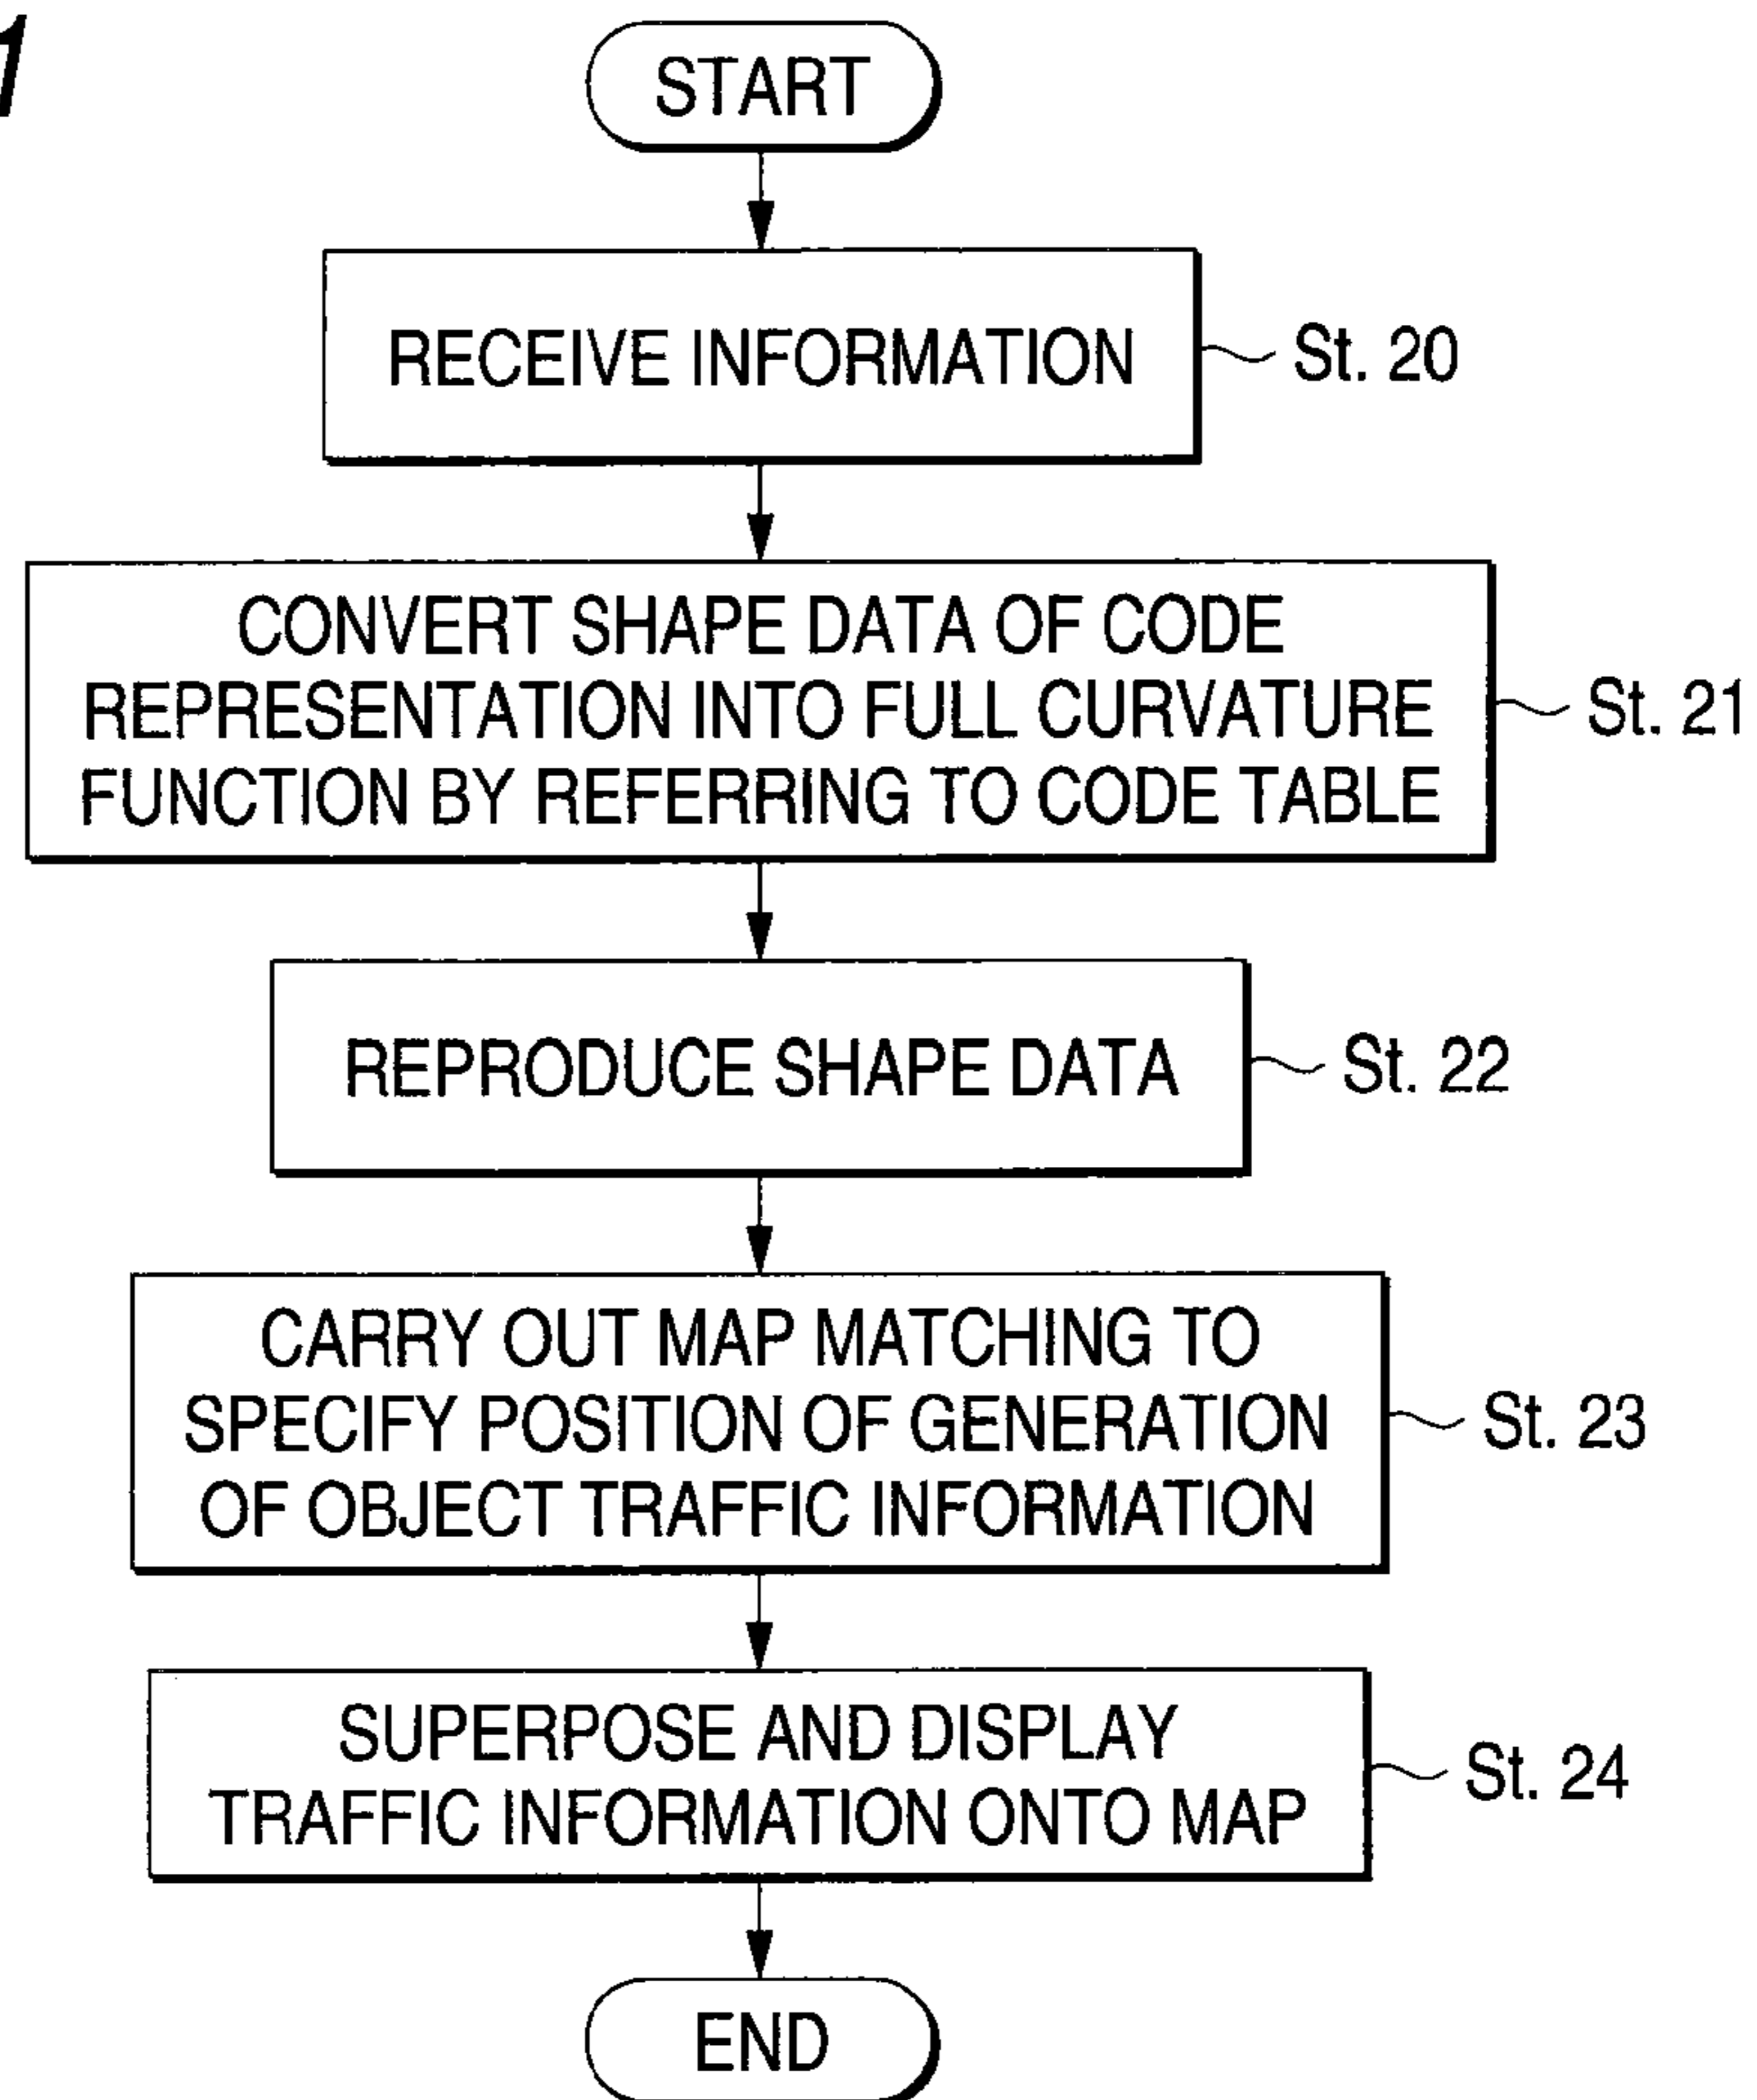 1
START
RECEIVE INFORMATION
St. 20
CONVERT SHAPE DATA OF CODE
REPRESENTATION INTO FULL CURVATURE
FUNCTION BY REFERRING TO CODE TABLE
St. 21
REPRODUCE SHAPE DATA
St. 22
CARRY OUT MAP MATCHING TO
SPECIFY POSITION OF GENERATION
OF OBJECT TRAFFIC INFORMATION
St. 23
SUPERPOSE AND DISPLAY
TRAFFIC INFORMATION ONTO MAP
St. 24
END